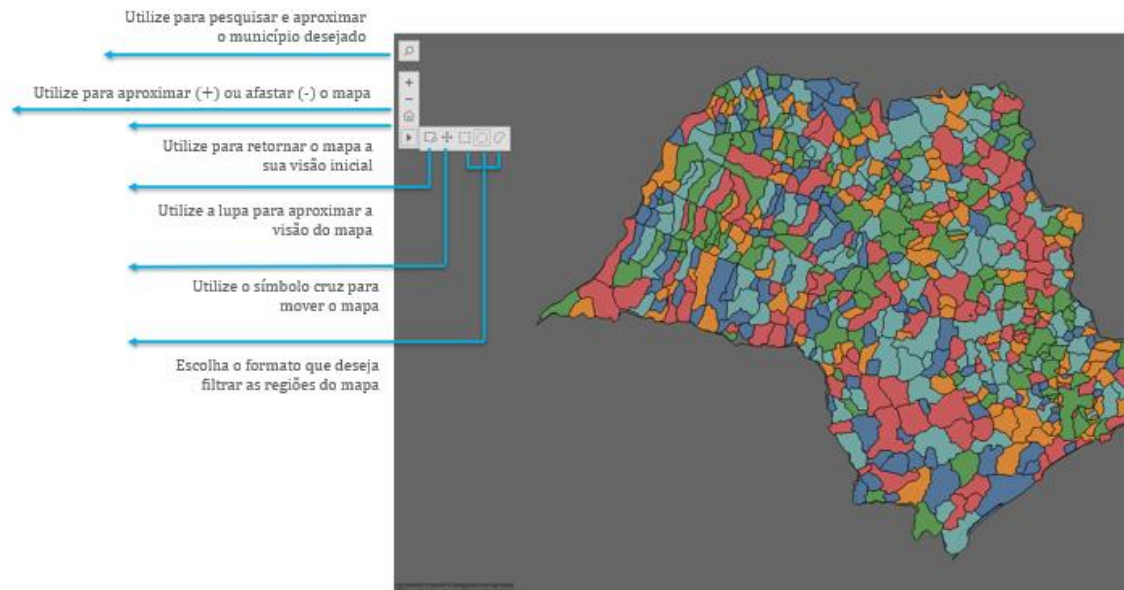 Utilize para pesquisar e aproximar
o município desejado
Utilize para aproximar (+) ou afastar (-) o mapa
Utilize para retornar o mapa a
sua visão inicial
Utilize a lupa para aproximar a
visão do mapa
Utilize o símbolo cruz para
mover o mapa
Escolha o formato que deseja
filtrar as regiões do mapa